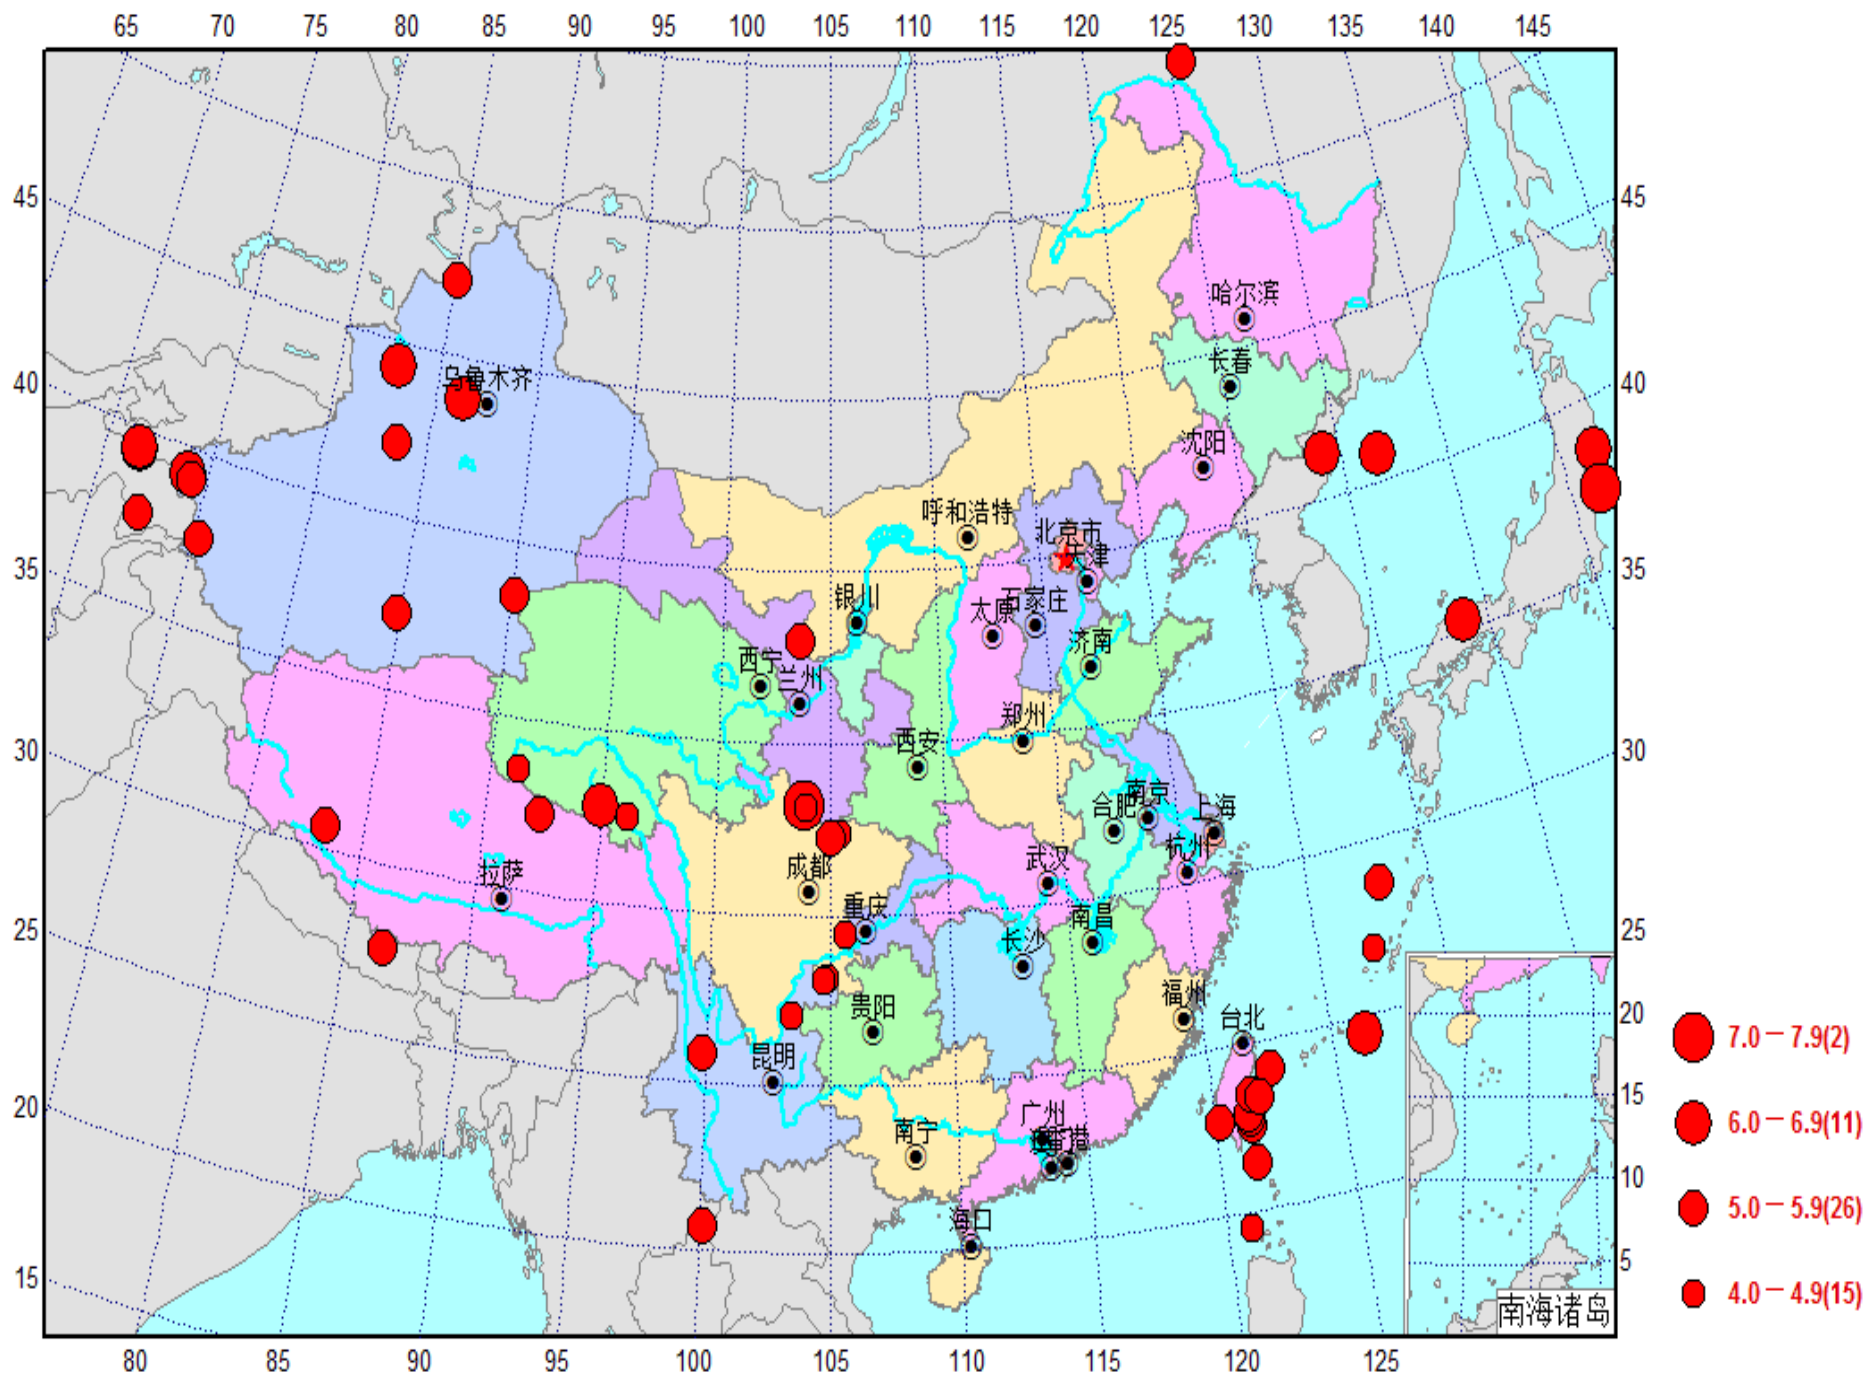 65 70 75 80 85 90 95 100 105 110 115 120 125 130 135 140 145
45 45
哈尔滨
长春
40 乌鲁木齐 40
沈阳
呼和浩特
北京市
天津
35 35
银川 太原 石家庄
济南
西宁 兰州
郑州
30 西安 30
南京
合肥 上海
杭州
成都 武汉
拉萨
重庆 南昌
25 长沙 25
福州
贵阳 台北
20
7.0－7.9(2)
昆明
20 15
广州
6.0－6.9(11)
南宁 香港
10
海口
5.0－5.9(26)
15 5
4.0－4.9(15)
南海诸岛
80 85 90 95 100 105 110 115 120 125